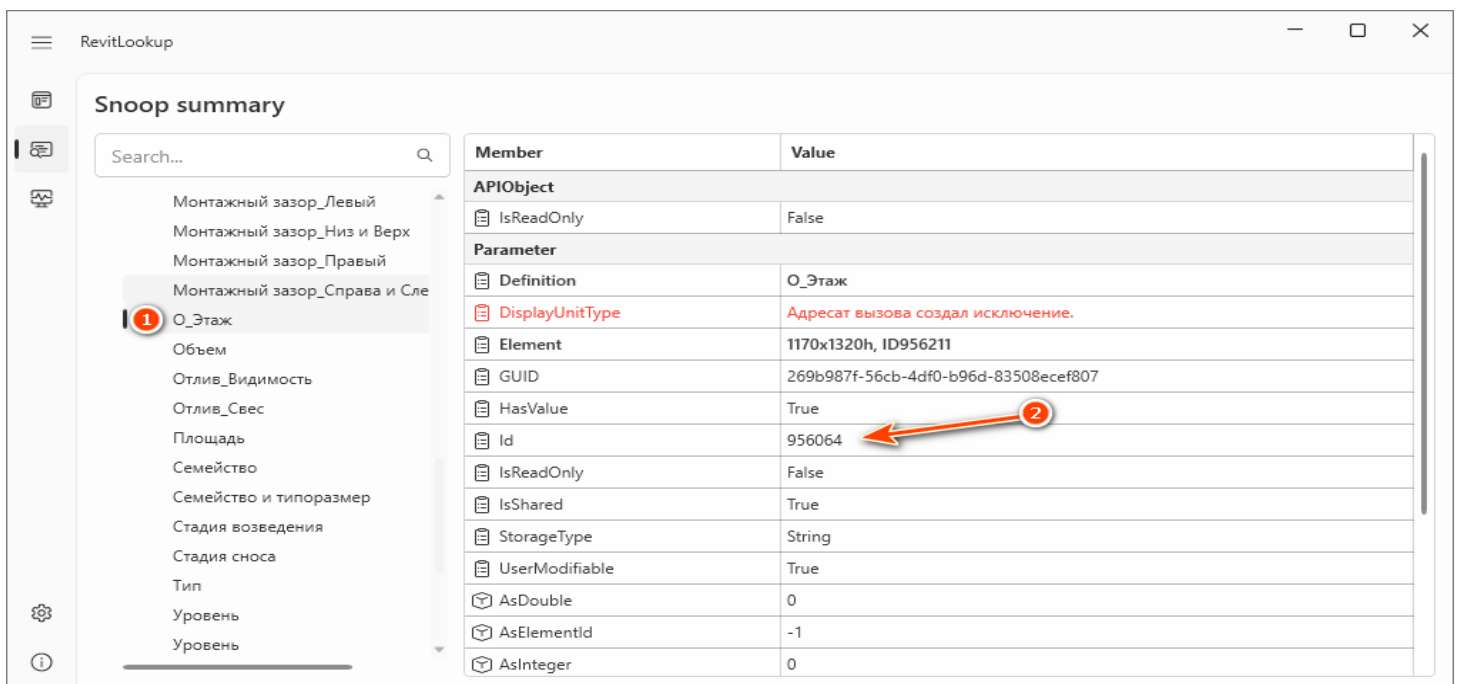 RevitLookup
Snoop summary
Search...
Монтажный зазор_Левый
Монтажный зазор_Низ и Верх
Монтажный зазор_Правый
Монтажный зазор_Справа и Сле
1 О_Этаж
Объем
Отлив_Видимость
Отлив_Свес
Площадь
Семейство
Семейство и типоразмер
Стадия возведения
Стадия сноса
Тип
Уровень
Уровень
Member Value
APIObject
IsReadOnly False
Parameter
Definition О_Этаж
DisplayUnitType Адресат вызова создал исключение.
Element 1170x1320h, ID956211
GUID 269b987f-56cb-4df0-b96d-83508ecef807
HasValue True
2
Id 956064
IsReadOnly False
IsShared True
StorageType String
UserModifiable True
AsDouble 0
AsElementId -1
AsInteger 0